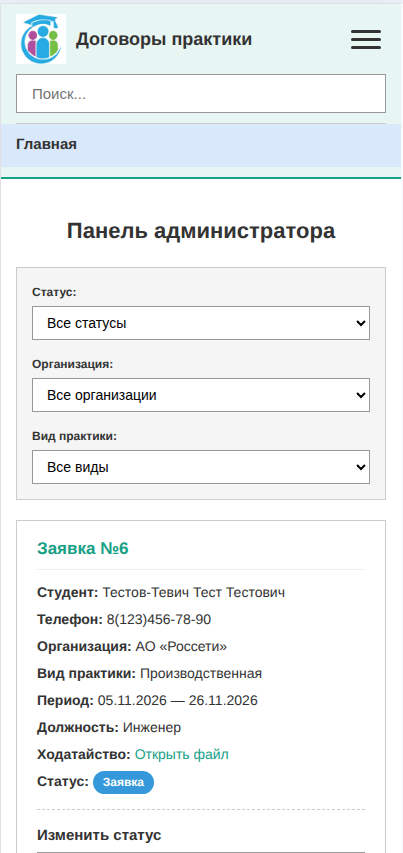 Договоры практики
Поиск...
Главная
Панель администратора
Статус:
Все статусы
Организация:
Все организации
Вид практики:
Все виды
Заявка №6
Студент: Тестов-Тевич Тест Тестович
Телефон: 8(123)456-78-90
Организация: АО «Россети»
Вид практики: Производственная
Период: 05.11.2026 — 26.11.2026
Должность: Инженер
Ходатайство: Открыть файл
Статус: Заявка
Изменить статус